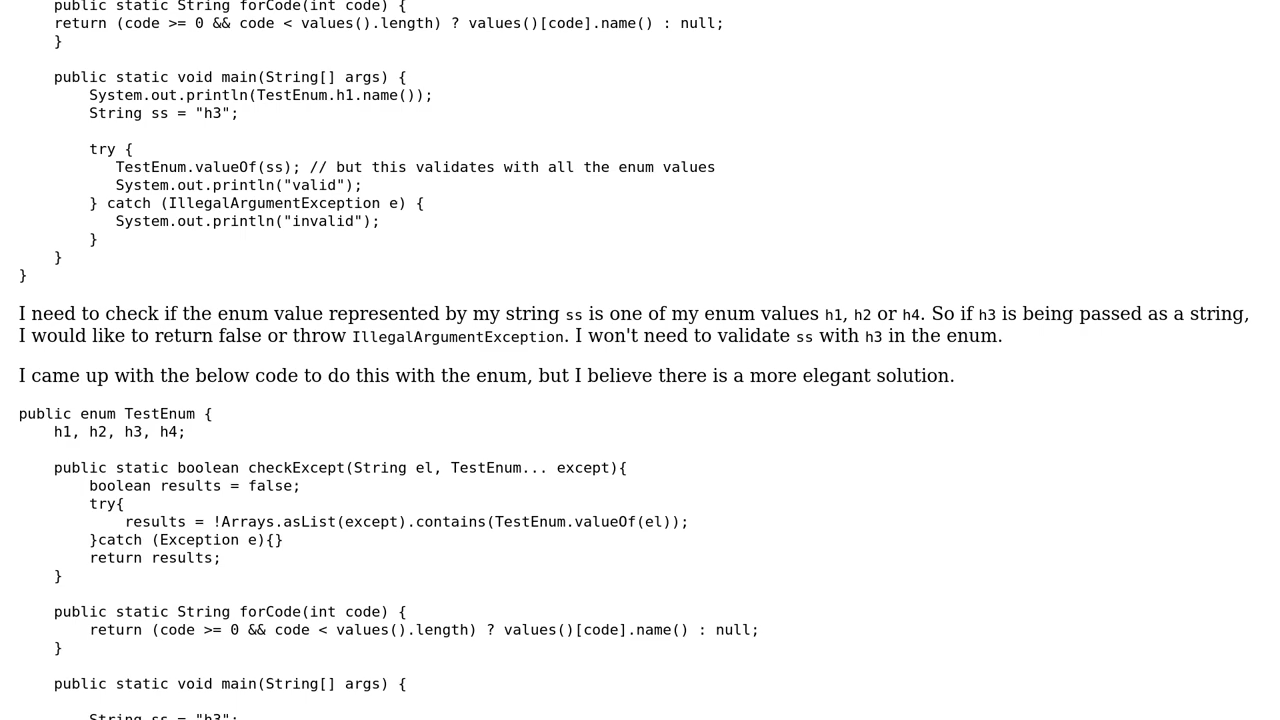 public static String forCode(int code) {
    return (code >= 0 && code < values().length) ? values()[code].name() : null;
    }

    public static void main(String[] args) {
        System.out.println(TestEnum.h1.name());
        String ss = "h3";

        try {
           TestEnum.valueOf(ss); // but this validates with all the enum values
           System.out.println("valid");
        } catch (IllegalArgumentException e) {
           System.out.println("invalid");
        }
    }
}

I need to check if the enum value represented by my string ss is one of my enum values h1, h2 or h4. So if h3 is being passed as a string,
I would like to return false or throw IllegalArgumentException. I won't need to validate ss with h3 in the enum.

I came up with the below code to do this with the enum, but I believe there is a more elegant solution.

public enum TestEnum {
    h1, h2, h3, h4;

    public static boolean checkExcept(String el, TestEnum... except){
        boolean results = false;
        try{
            results = !Arrays.asList(except).contains(TestEnum.valueOf(el));
        }catch (Exception e){}
        return results;
    }

    public static String forCode(int code) {
        return (code >= 0 && code < values().length) ? values()[code].name() : null;
    }

    public static void main(String[] args) {

        String ss = "h3";